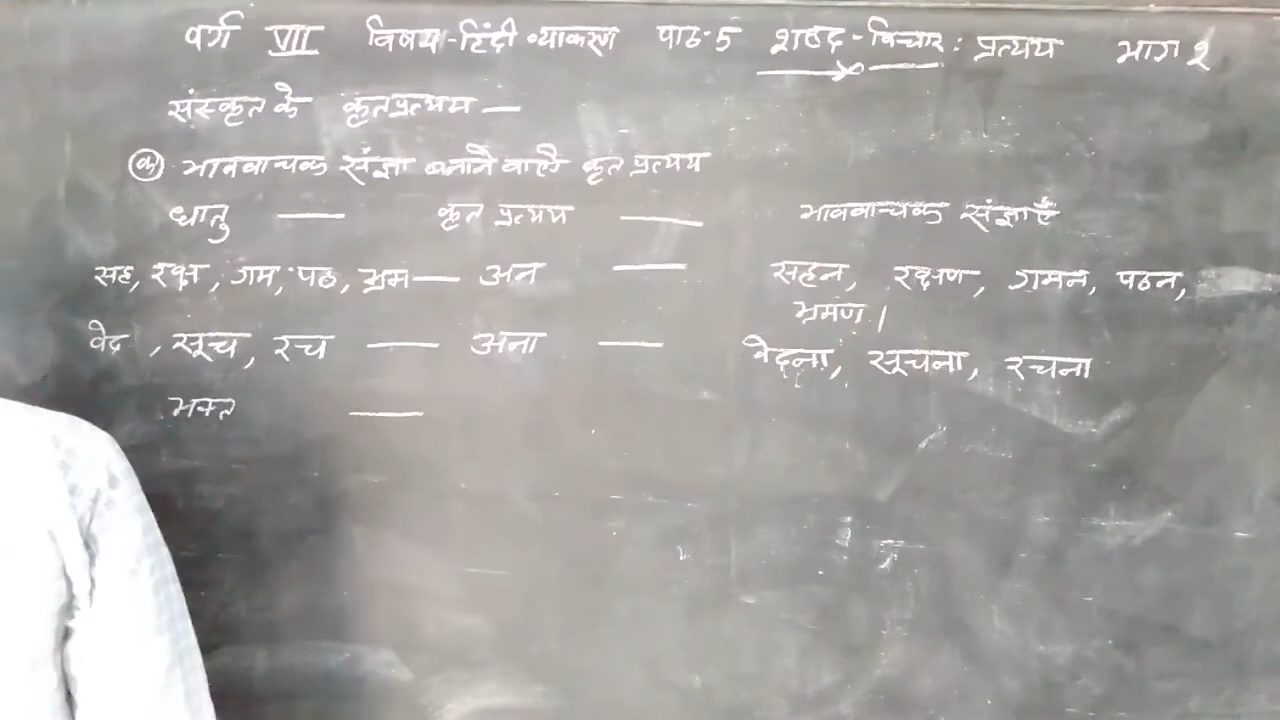 वर्ग VII विषय-हिंदी व्याकरण पाठ-5 शब्द-विचार: प्रत्यय भाग 2
संस्कृत के कृत प्रत्यय —
(क) भाववाचक संज्ञा बनाने वाले कृत प्रत्यय
धातु — कृत प्रत्यय — भाववाचक संज्ञाएँ
सह, रक्ष, गम, पठ, भ्रम — अन — सहन, रक्षण, गमन, पठन,
भ्रमण।
वेद, सूच, रच — अना — वेदना, सूचना, रचना
भक्त —